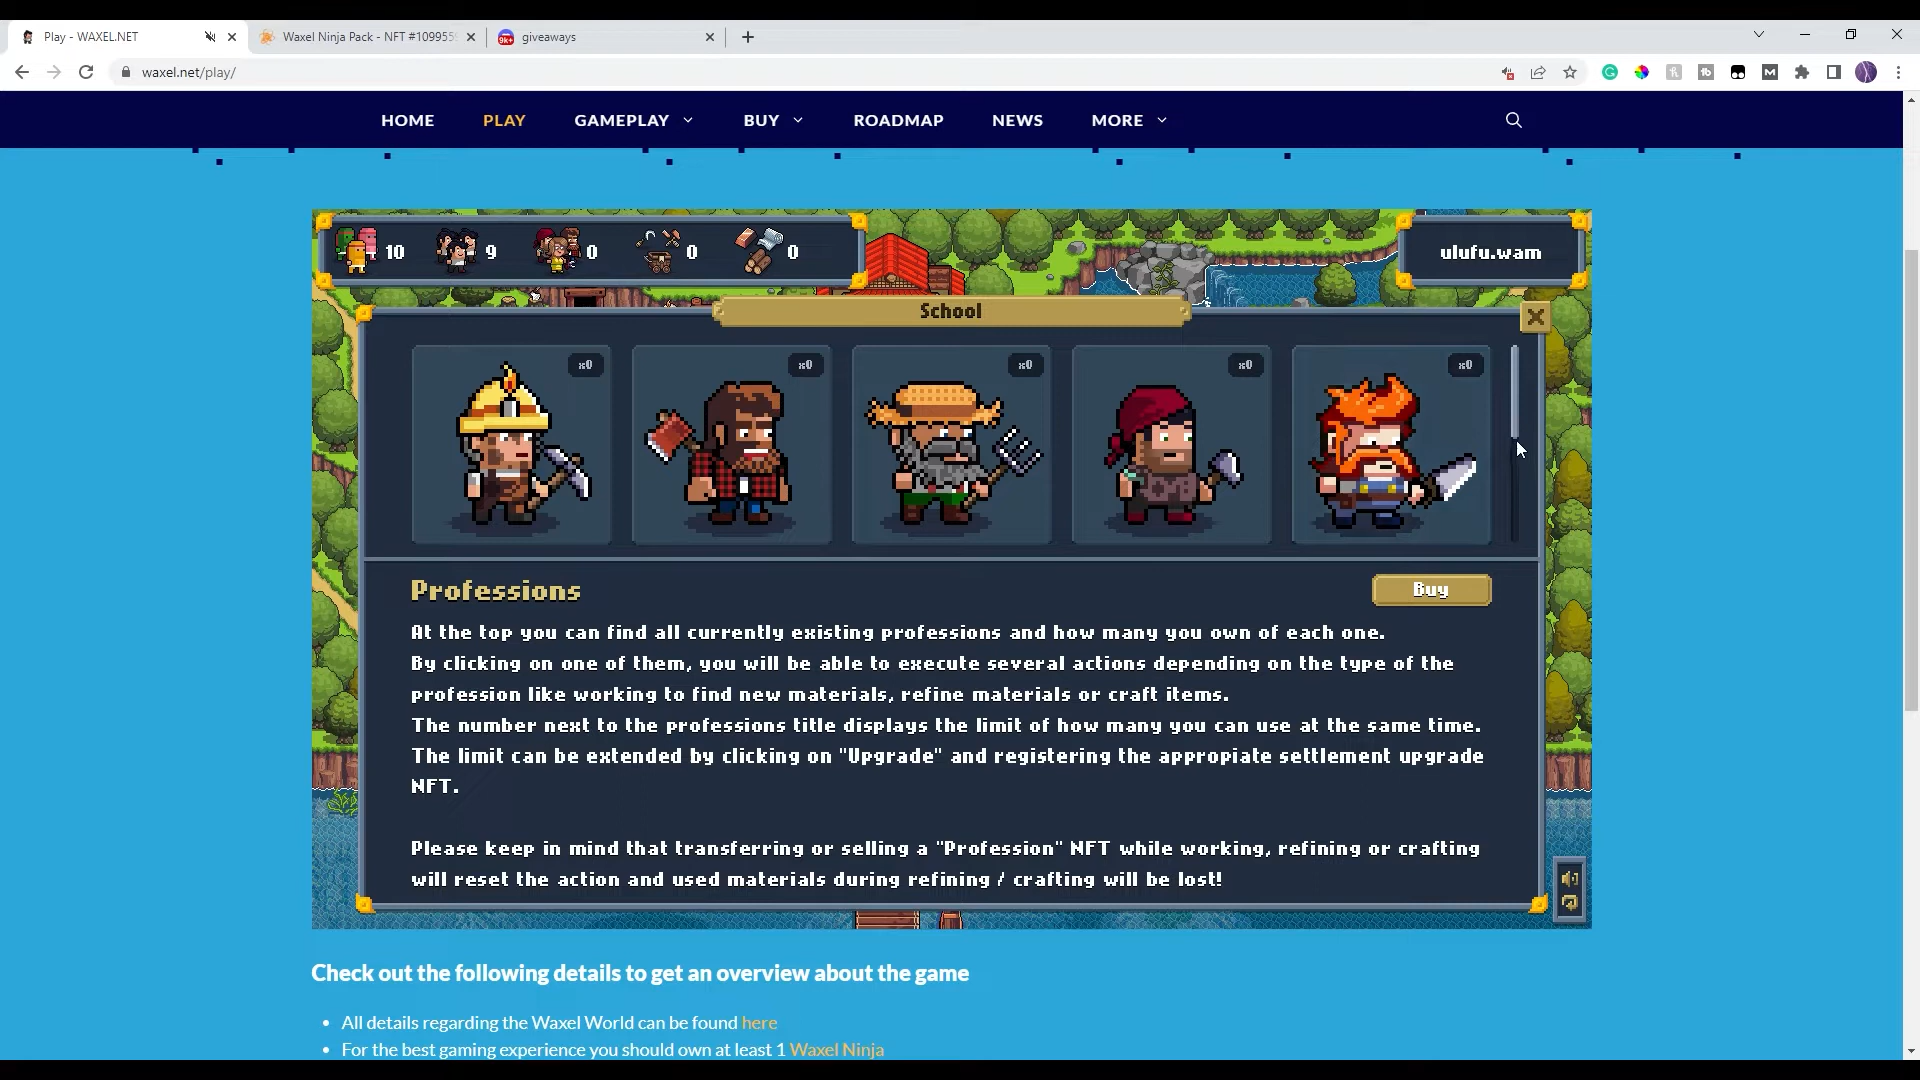 Play - WAXEL.NET
Waxel Ninja Pack - NFT #1099559
9k+
giveaways
waxel.net/play/
HOME PLAY GAMEPLAY BUY ROADMAP NEWS MORE
10 9 0 0 0
ulufu.wam
School
x0 x0 x0 x0 x0
Professions
Buy
At the top you can find all currently existing professions and how many you own of each one.
By clicking on one of them, you will be able to execute several actions depending on the type of the
profession like working to find new materials, refine materials or craft items.
The number next to the professions title displays the limit of how many you can use at the same time.
The limit can be extended by clicking on "Upgrade" and registering the appropiate settlement upgrade
NFT.
Please keep in mind that transferring or selling a "Profession" NFT while working, refining or crafting
will reset the action and used materials during refining / crafting will be lost!
Check out the following details to get an overview about the game
• All details regarding the Waxel World can be found here
• For the best gaming experience you should own at least 1 Waxel Ninja